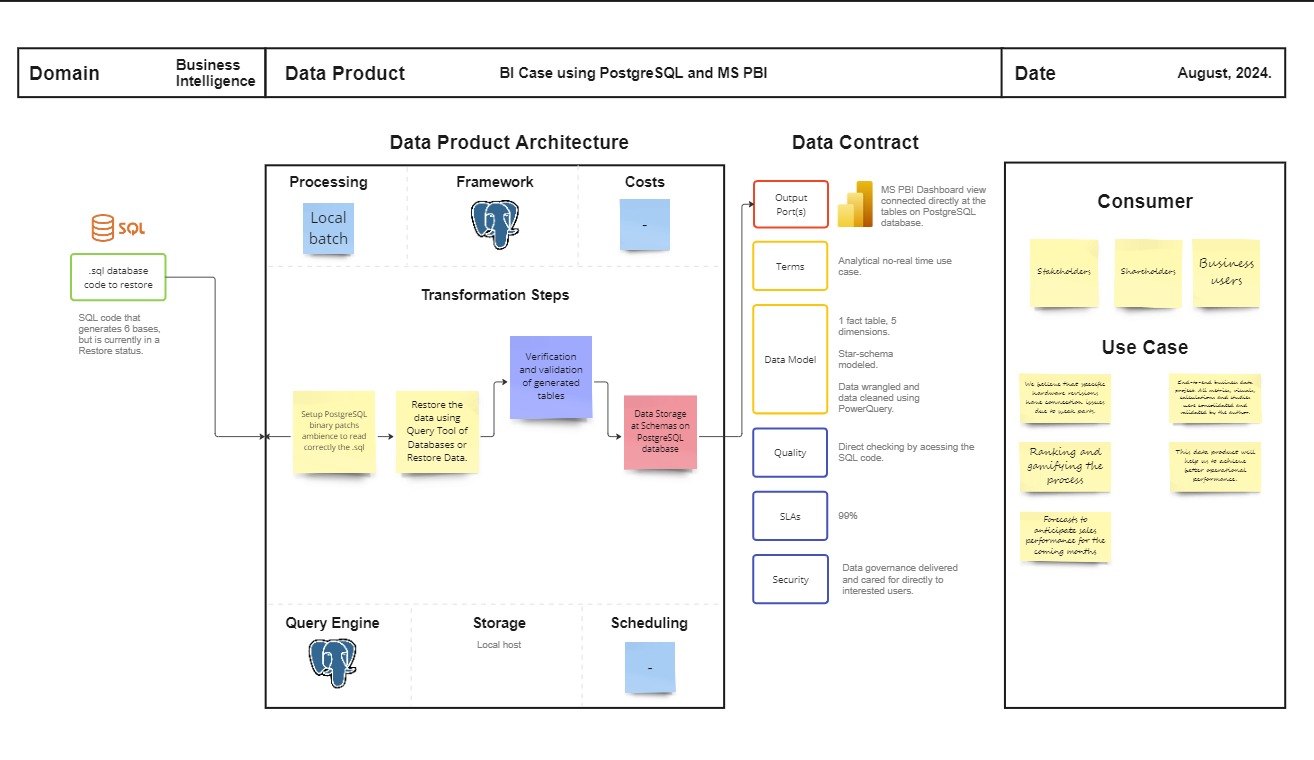 Domain
Business
Intelligence
Data Product
BI Case using PostgreSQL and MS PBI
Date
August, 2024.
SQL
.sql database
code to restore
SQL code that
generates 6 bases,
but is currently in a
Restore status.
Data Product Architecture
Processing
Local
batch
Framework
Costs
-
Transformation Steps
Setup PostgreSQL
binary patchs
ambience to read
correctly the .sql
Restore the
data using
Query Tool of
Databases or
Restore Data.
Verification
and validation
of generated
tables
Data Storage
at Schemas on
PostgreSQL
database
Query Engine
Storage
Local host
Scheduling
-
Data Contract
Output
Port(s)
MS PBI Dashboard view
connected directly at the
tables on PostgreSQL
database.
Terms
Analytical no-real time use
case.
Data Model
1 fact table, 5
dimensions.
Star-schema
modeled.
Data wrangled and
data cleaned using
PowerQuery.
Quality
Direct checking by acessing the
SQL code.
SLAs
99%
Security
Data governance delivered
and cared for directly to
interested users.
Consumer
Stakeholders
Shareholders
Business
users
Use Case
We believe that specific
hardware revisions
have connection issues
due to weak parts.
End-to-end business data
project. All metrics, visuals,
calculations and studies
were consolidated and
validated by the author.
Ranking and
gamifying the
process
This data product will
help us to achieve
better operational
performance.
Forecasts to
anticipate sales
performance for the
coming months